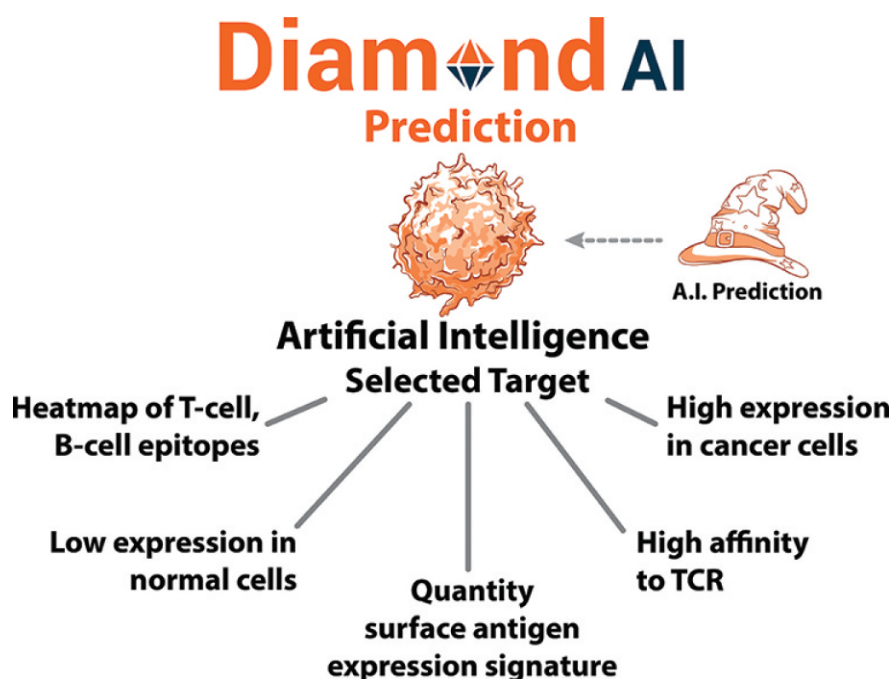 Diamond AI
Prediction
A.I. Prediction
Artificial Intelligence
Selected Target
Heatmap of T-cell,
B-cell epitopes
High expression
in cancer cells
Low expression in
normal cells
High affinity
to TCR
Quantity
surface antigen
expression signature